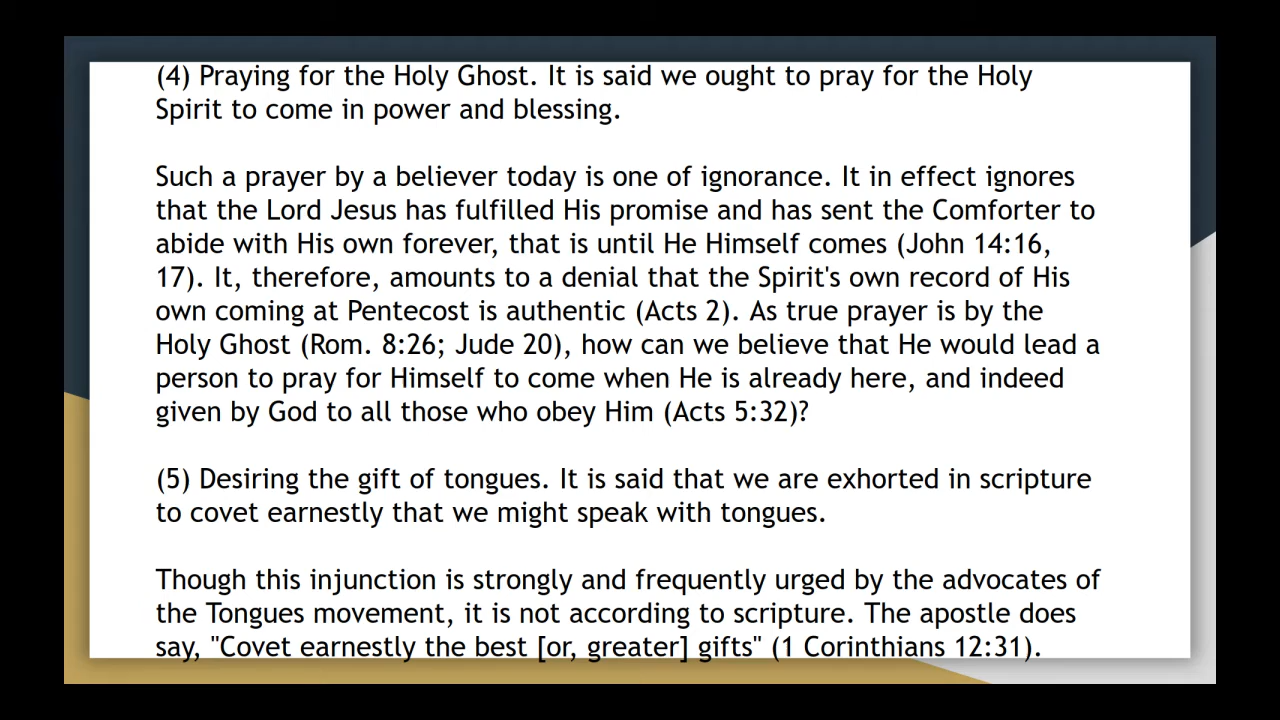 (4) Praying for the Holy Ghost. It is said we ought to pray for the Holy
Spirit to come in power and blessing.
Such a prayer by a believer today is one of ignorance. It in effect ignores
that the Lord Jesus has fulfilled His promise and has sent the Comforter to
abide with His own forever, that is until He Himself comes (John 14:16,
17). It, therefore, amounts to a denial that the Spirit's own record of His
own coming at Pentecost is authentic (Acts 2). As true prayer is by the
Holy Ghost (Rom. 8:26; Jude 20), how can we believe that He would lead a
person to pray for Himself to come when He is already here, and indeed
given by God to all those who obey Him (Acts 5:32)?
(5) Desiring the gift of tongues. It is said that we are exhorted in scripture
to covet earnestly that we might speak with tongues.
Though this injunction is strongly and frequently urged by the advocates of
the Tongues movement, it is not according to scripture. The apostle does
say, "Covet earnestly the best [or, greater] gifts" (1 Corinthians 12:31).